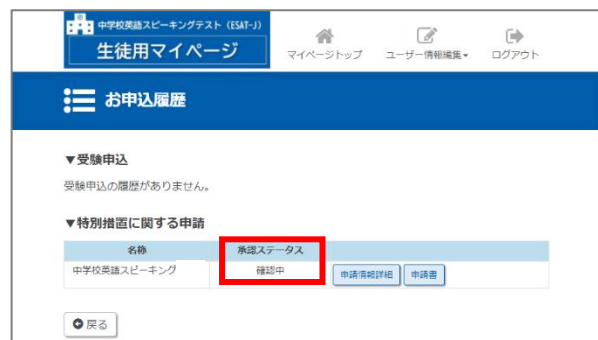 中学校英語スピーキングテスト（ESAT-J）
生徒用マイページ
マイページトップ
ユーザー情報編集▾
ログアウト
お申込履歴
▼受験申込
受験申込の履歴がありません。
▼特別措置に関する申請
名称 承認ステータス
中学校英語スピーキング 確認中 申請情報詳細 申請書
戻る